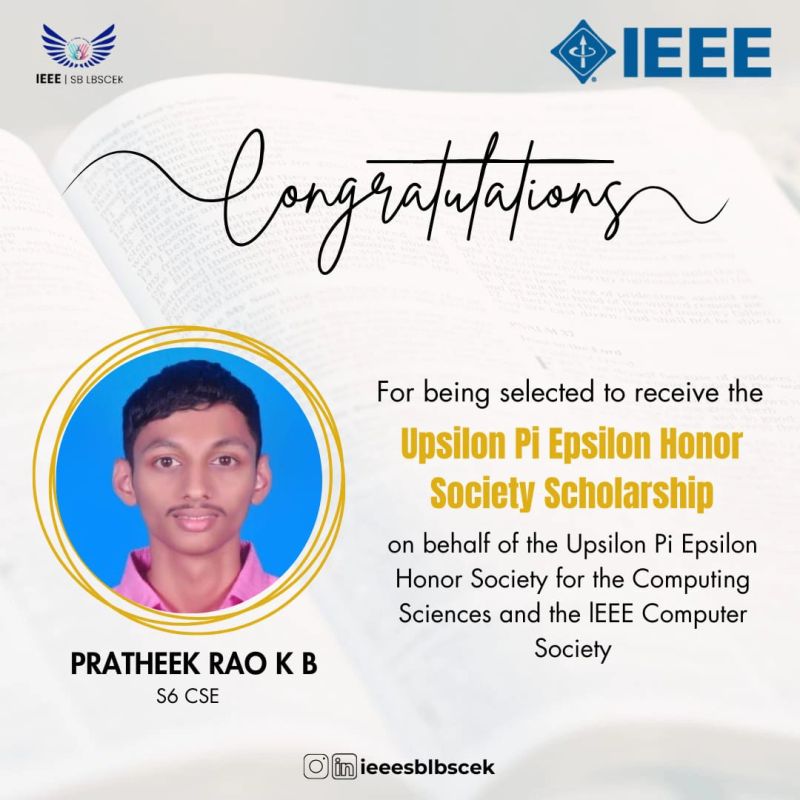 IEEE | SB LBSCEK
IEEE
Congratulations
For being selected to receive the
Upsilon Pi Epsilon Honor
Society Scholarship
on behalf of the Upsilon Pi Epsilon
Honor Society for the Computing
Sciences and the IEEE Computer
Society
PRATHEEK RAO K B
S6 CSE
in ieeesblbscek